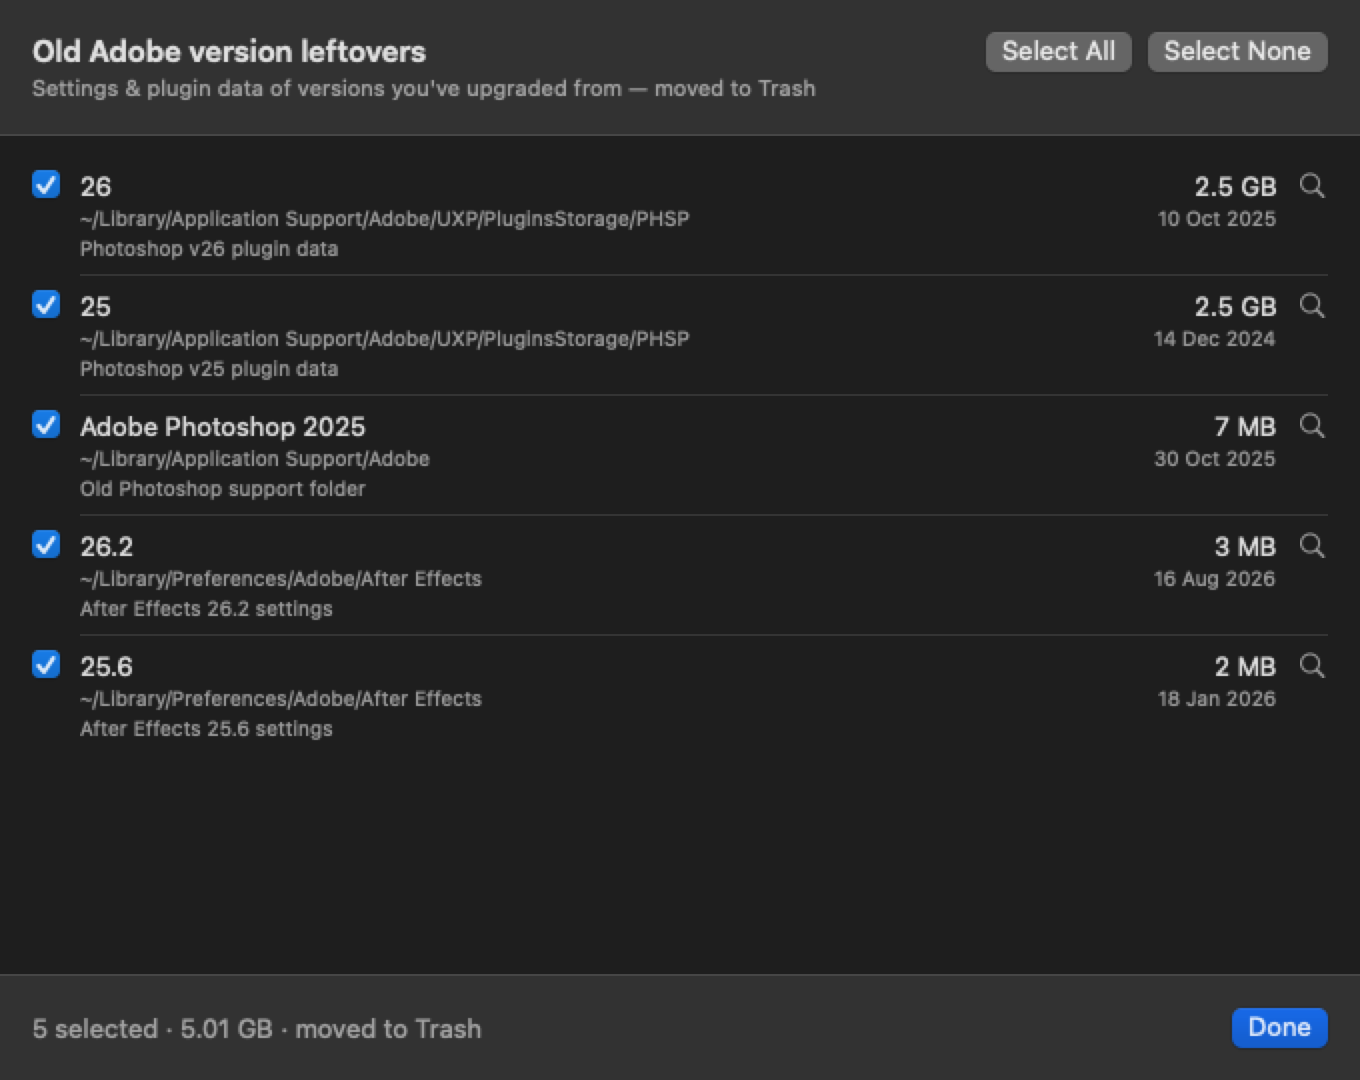 Old Adobe version leftovers
Select All
Select None
Settings & plugin data of versions you've upgraded from — moved to Trash
26
2.5 GB
~/Library/Application Support/Adobe/UXP/PluginsStorage/PHSP
10 Oct 2025
Photoshop v26 plugin data
25
2.5 GB
~/Library/Application Support/Adobe/UXP/PluginsStorage/PHSP
14 Dec 2024
Photoshop v25 plugin data
Adobe Photoshop 2025
7 MB
~/Library/Application Support/Adobe
30 Oct 2025
Old Photoshop support folder
26.2
3 MB
~/Library/Preferences/Adobe/After Effects
16 Aug 2026
After Effects 26.2 settings
25.6
2 MB
~/Library/Preferences/Adobe/After Effects
18 Jan 2026
After Effects 25.6 settings
5 selected · 5.01 GB · moved to Trash
Done